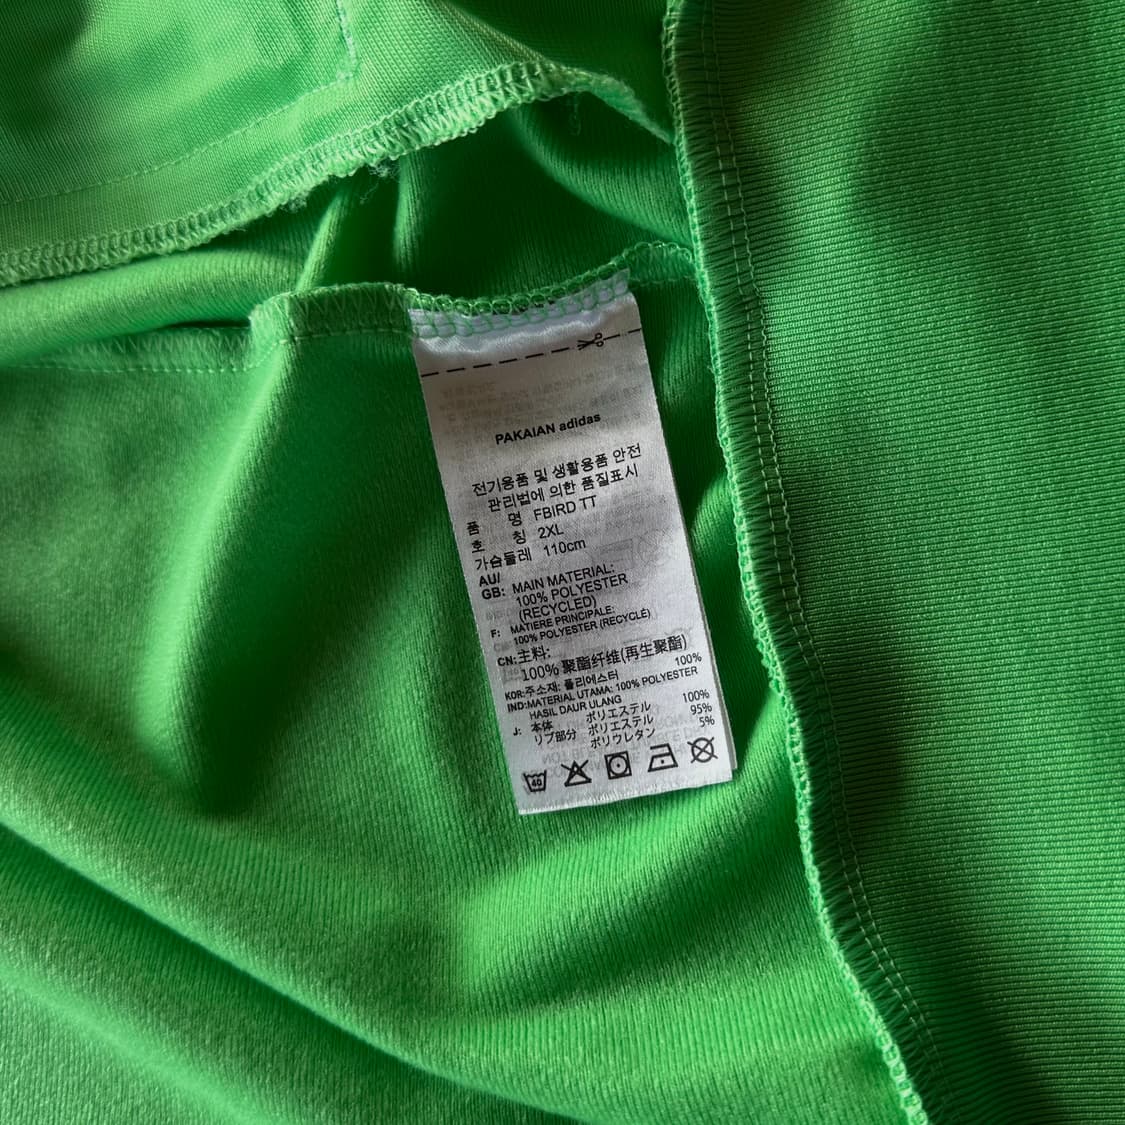 PAKAIAN adidas
전기용품 및 생활용품 안전
관리법에 의한 품질표시
품 명 FBIRD TT
호 칭 2XL
가슴둘레 110cm
AU/
GB: MAIN MATERIAL:
100% POLYESTER
(RECYCLED)
F: MATIERE PRINCIPALE:
100% POLYESTER (RECYCLÉ)
CN: 主料:
100% 聚酯纤维(再生聚酯)
KOR: 주소재: 폴리에스터 100%
IND: MATERIAL UTAMA: 100% POLYESTER
HASIL DAUR ULANG
J: 本体 ポリエステル 100%
リブ部分 ポリエステル 95%
ポリウレタン 5%
40